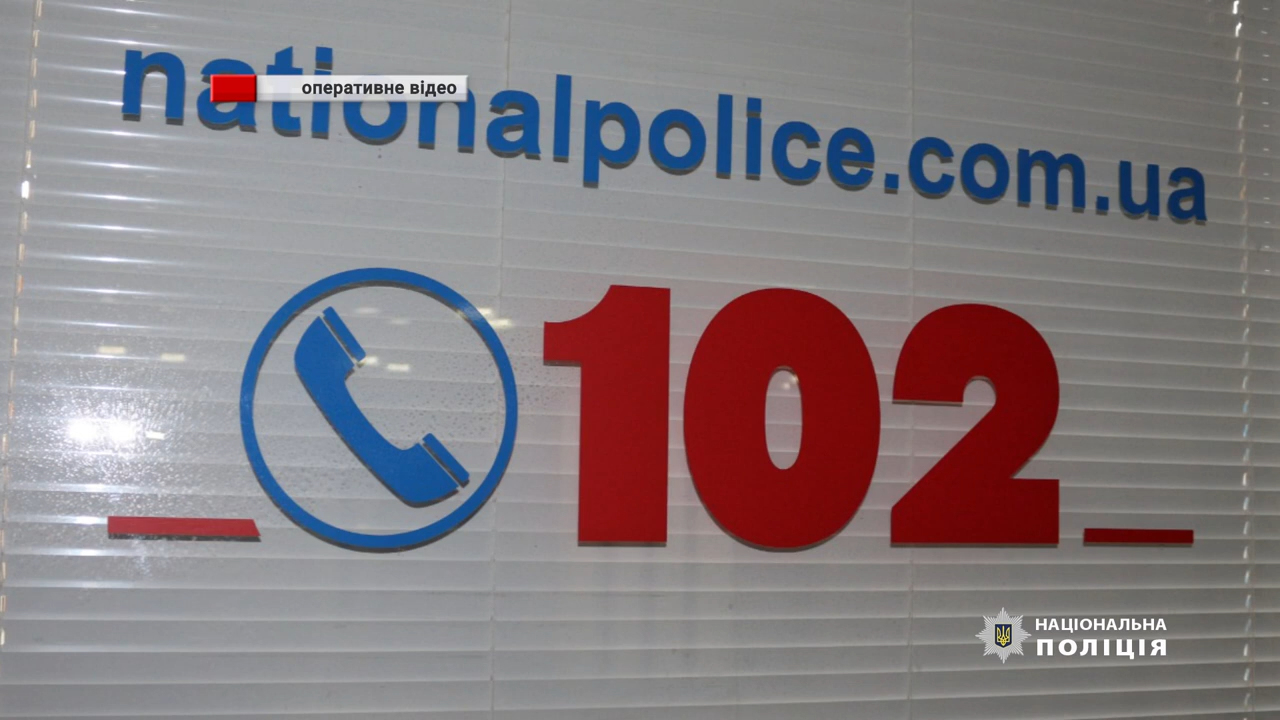 nationalpolice.com.ua
оперативне відео
102
НАЦІОНАЛЬНА
ПОЛІЦІЯ